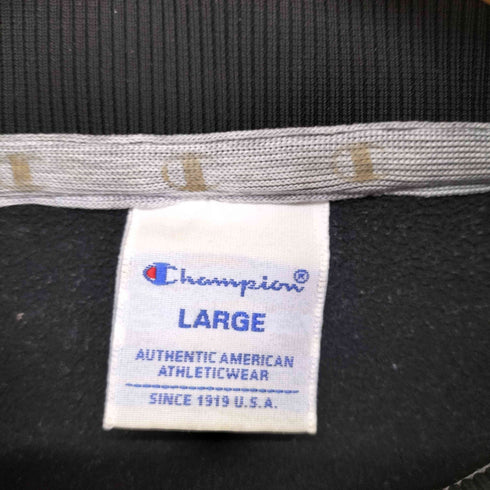 Champion®
LARGE
AUTHENTIC AMERICAN
ATHLETICWEAR
SINCE 1919 U.S.A.